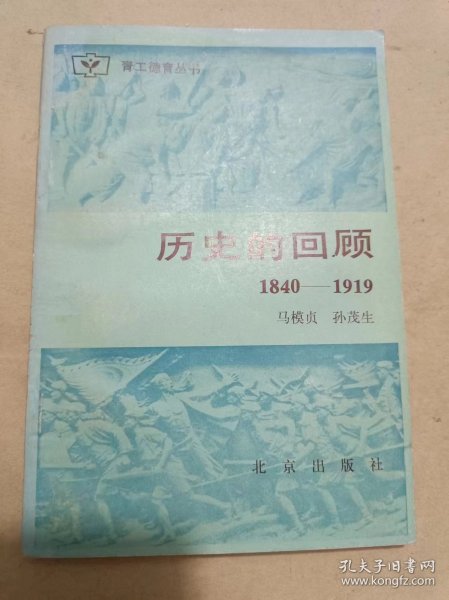 青工德育丛书
历史的回顾
1840——1919
马模贞 孙茂生
北京出版社
孔夫子旧书网
www.kongfz.com